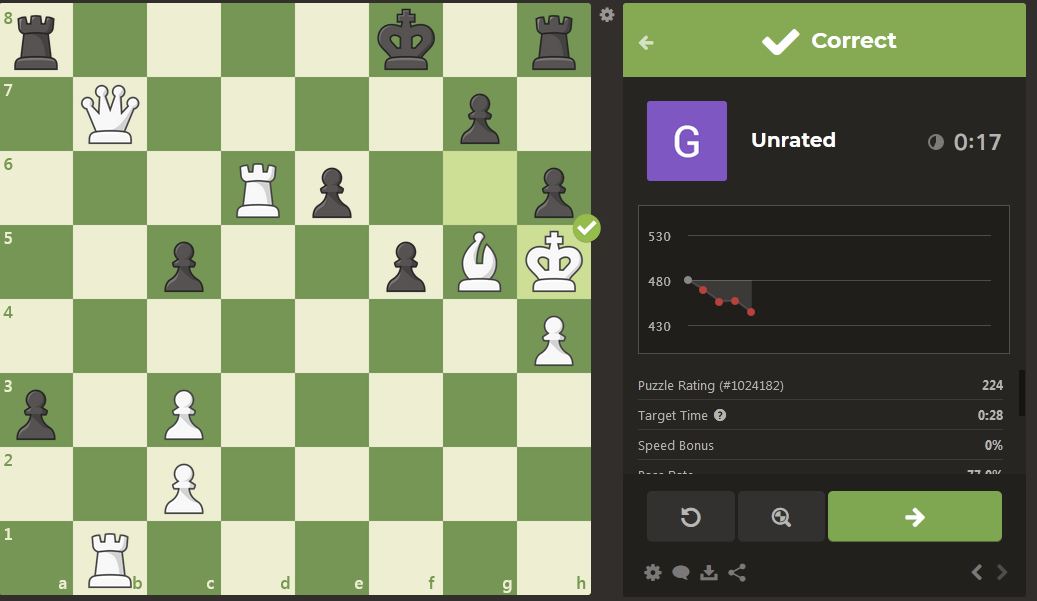 8
7
6
5
4
3
2
1
a b c d e f g h
Correct
G
Unrated
0:17
530
480
430
Puzzle Rating (#1024182) 224
Target Time ? 0:28
Speed Bonus 0%